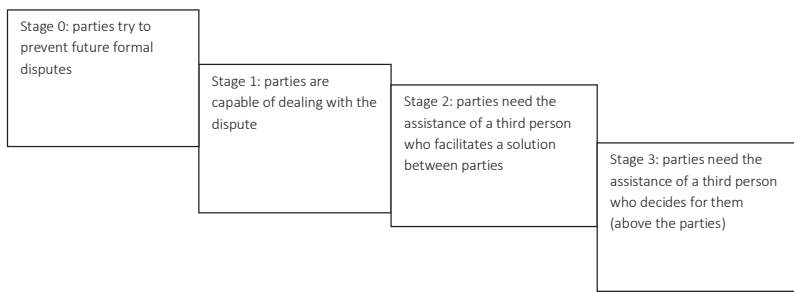 Stage 0: parties try to
prevent future formal
disputes
Stage 1: parties are
capable of dealing with the
dispute
Stage 2: parties need the
assistance of a third person
who facilitates a solution
between parties
Stage 3: parties need the
assistance of a third person
who decides for them
(above the parties)